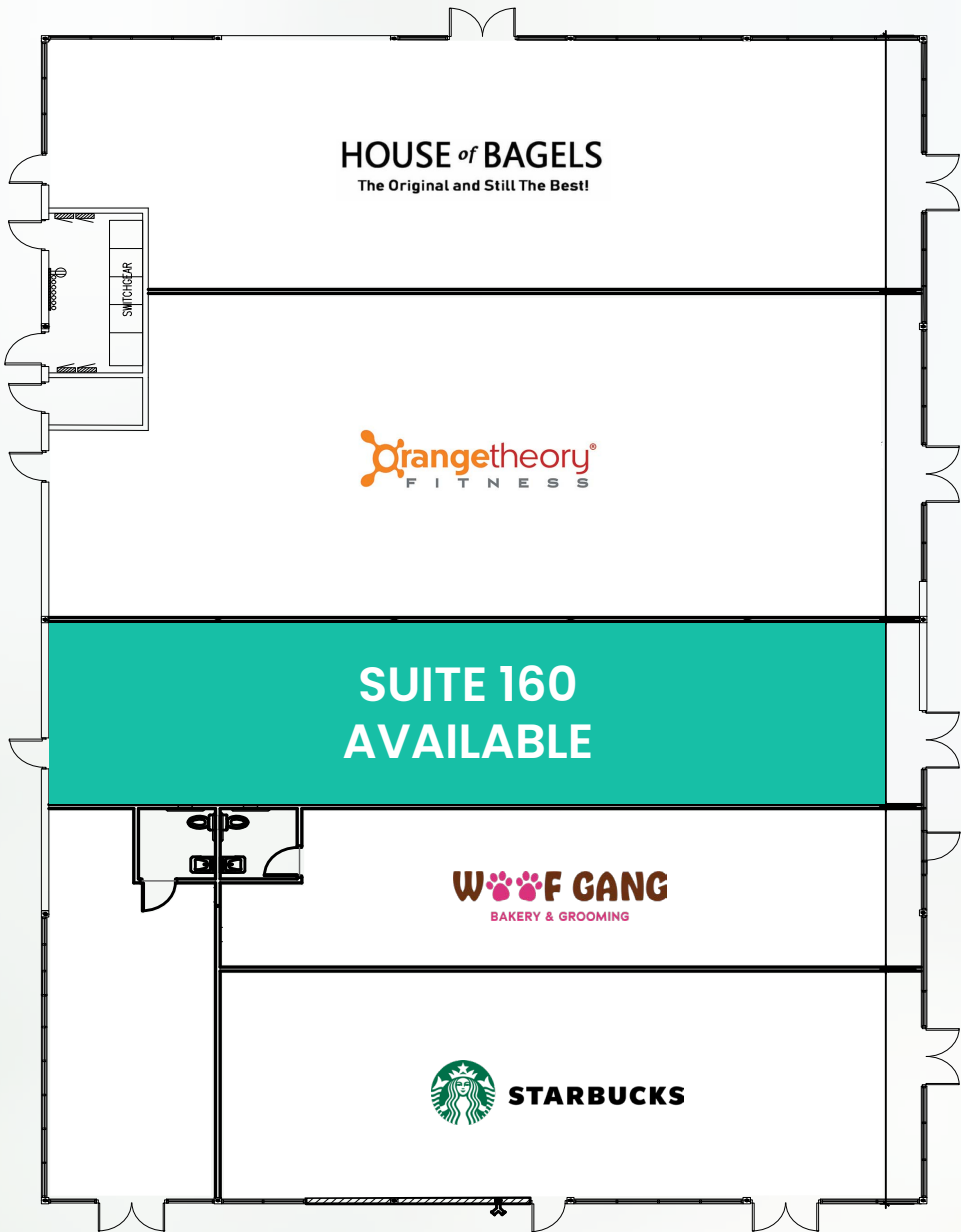 HOUSE of BAGELS
The Original and Still The Best!
SWITCHGEAR
Orangetheory®
FITNESS
SUITE 160
AVAILABLE
WOOF GANG
BAKERY & GROOMING
STARBUCKS